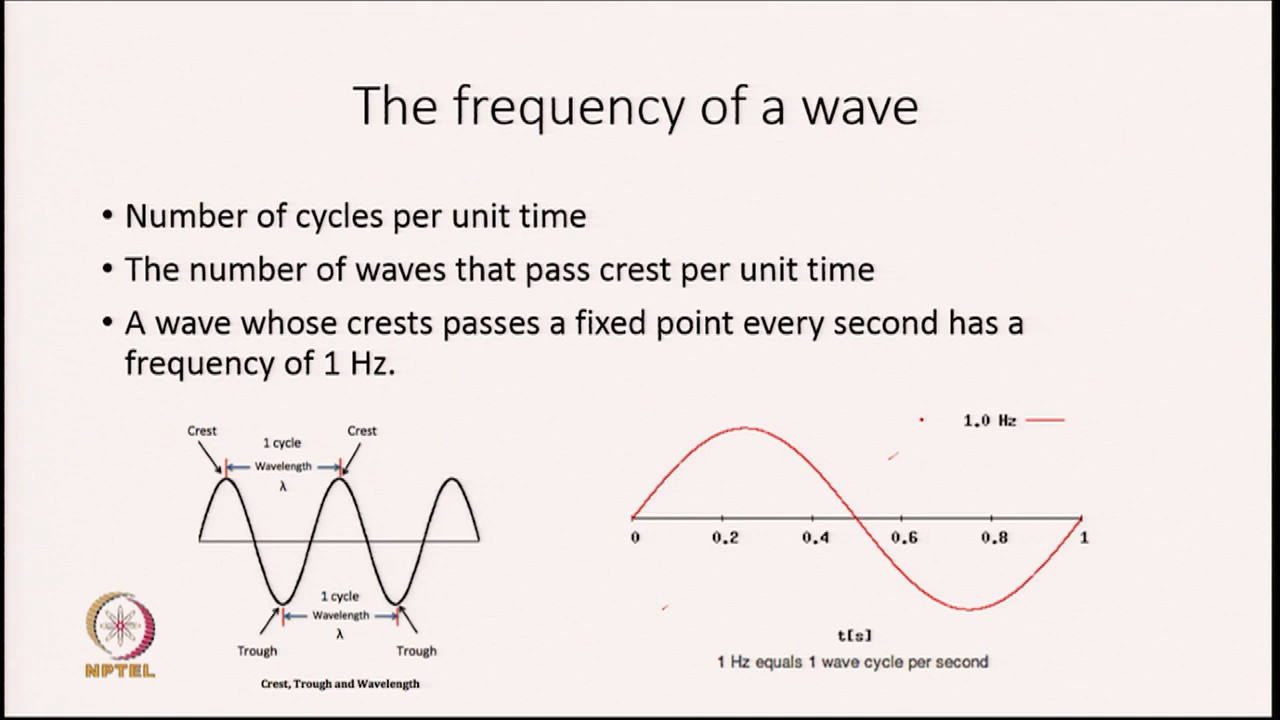 The frequency of a wave
• Number of cycles per unit time
• The number of waves that pass crest per unit time
• A wave whose crests passes a fixed point every second has a
frequency of 1 Hz.
Crest
Crest
1 cycle
Wavelength
λ
1 cycle
Wavelength
λ
Trough
Trough
Crest, Trough and Wavelength
1.0 Hz
0 0.2 0.4 0.6 0.8 1
t[s]
1 Hz equals 1 wave cycle per second
NPTEL